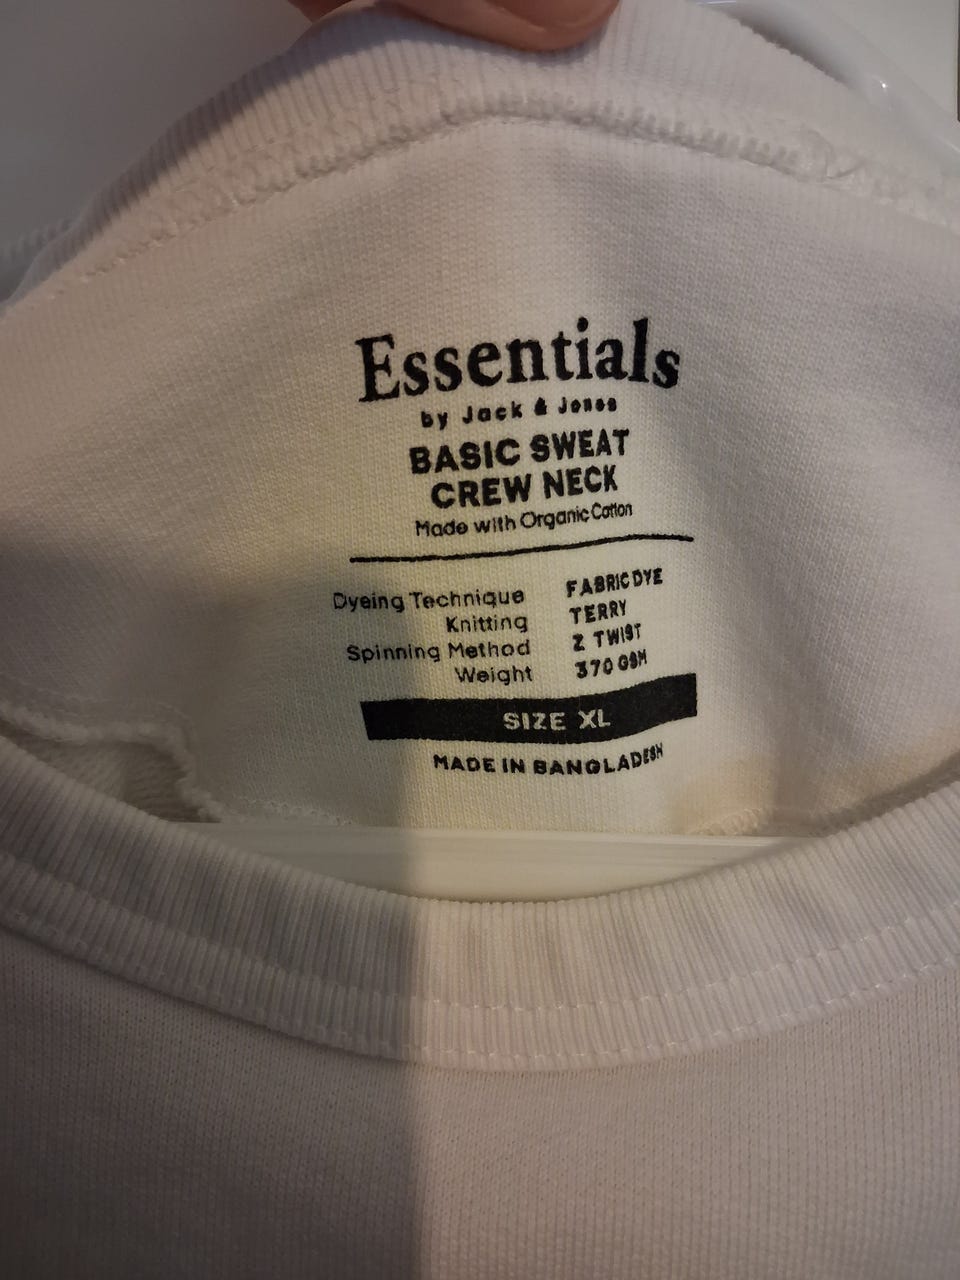 Essentials
by Jack & Jones
BASIC SWEAT
CREW NECK
Made with Organic Cotton
Dyeing Technique FABRIC DYE
Knitting TERRY
Spinning Method Z TWIST
Weight 370 GSM
SIZE XL
MADE IN BANGLADESH